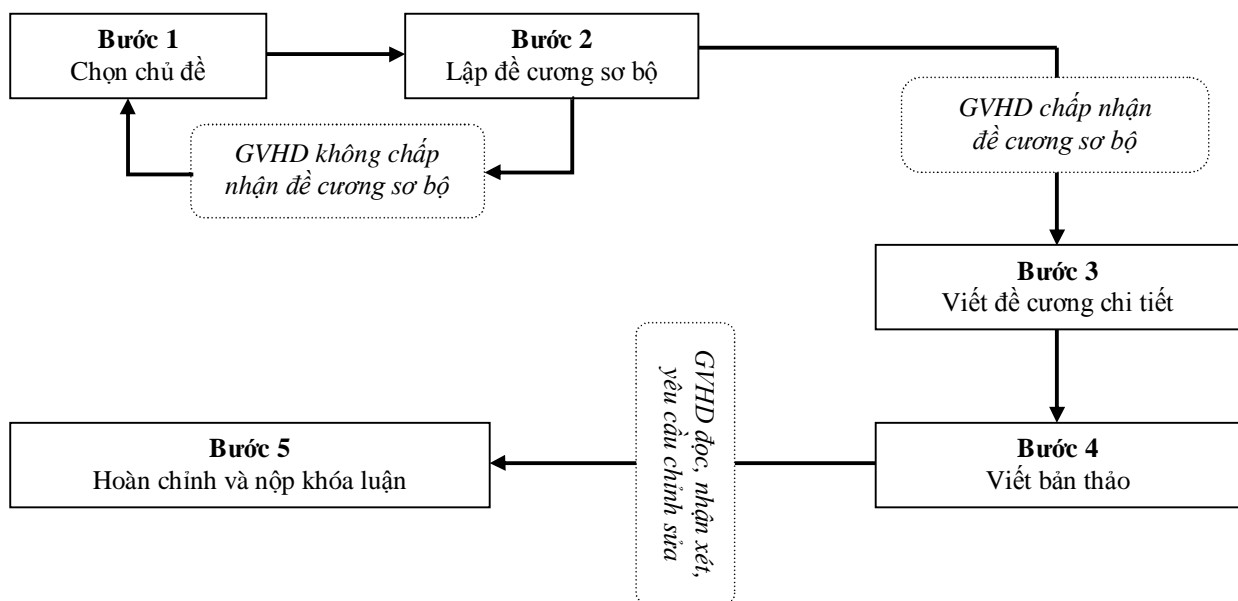 Bước 1
Chọn chủ đề
Bước 2
Lập đề cương sơ bộ
GVHD chấp nhận
đề cương sơ bộ
GVHD không chấp
nhận đề cương sơ bộ
Bước 3
Viết đề cương chi tiết
GVHD đọc, nhận xét,
yêu cầu chỉnh sửa
Bước 5
Hoàn chỉnh và nộp khóa luận
Bước 4
Viết bản thảo